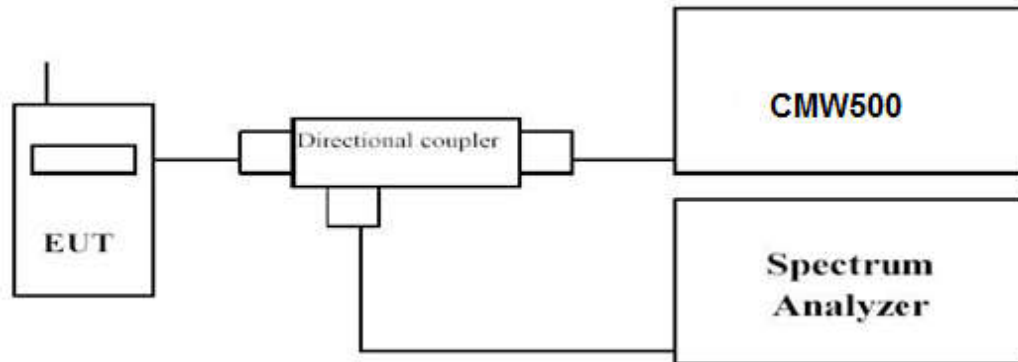 CMW500
Directional coupler
EUT
Spectrum
Analyzer